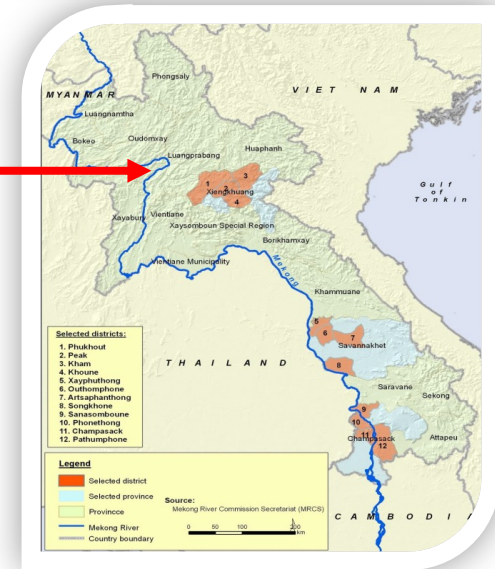 Phongsaly
V I E T N A M
MYANMAR
Luangnamtha
Bokeo
Oudomxay
Huaphanh
Luangprabang
Gulf
of
Tonkin
1
2
3
4
Xiengkhuang
Xayabury
Vientiane
Xaysomboun Special Region
Borikhamxay
Vientiane Municipality
Mekong
Khammuane
5
6
7
Savannakhet
8
T H A I L A N D
Saravane
Sekong
9
10
11
12
Champasack
Attapeu
Selected districts:
1. Phukhout
2. Peak
3. Kham
4. Khoune
5. Xayphuthong
6. Outhomphone
7. Artsaphanthong
8. Songkhone
9. Sanasomboune
10. Phonethong
11. Champasack
12. Pathumphone
Legend
Selected district
Selected province
Provincce
Mekong River
Country boundary
Source:
Mekong River Commission Secretariat (MRCS)
0 50 100 200
km
C A M B O D I A